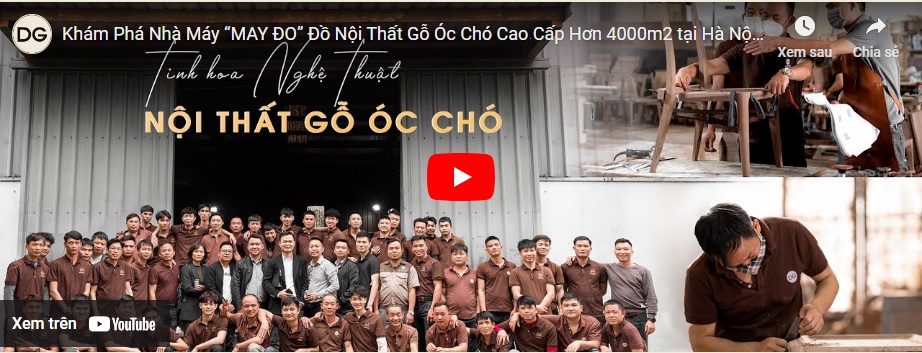 DG
Khám Phá Nhà Máy “MAY ĐO” Đồ Nội Thất Gỗ Óc Chó Cao Cấp Hơn 4000m2 tại Hà Nộ...
Xem sau
Chia sẻ
Tinh hoa Nghệ Thuật
NỘI THẤT GỖ ÓC CHÓ
Xem trên YouTube